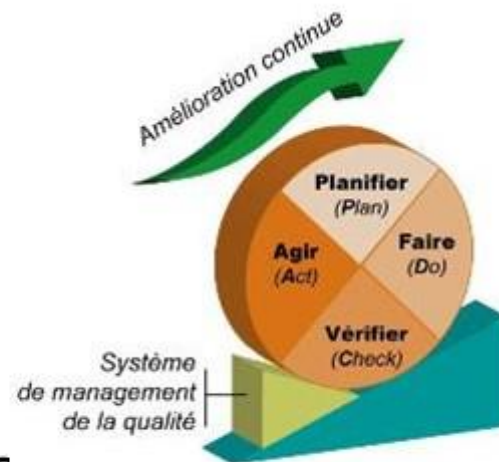 Amélioration continue
Planifier
(Plan)
Faire
(Do)
Agir
(Act)
Vérifier
(Check)
Système
de management
de la qualité